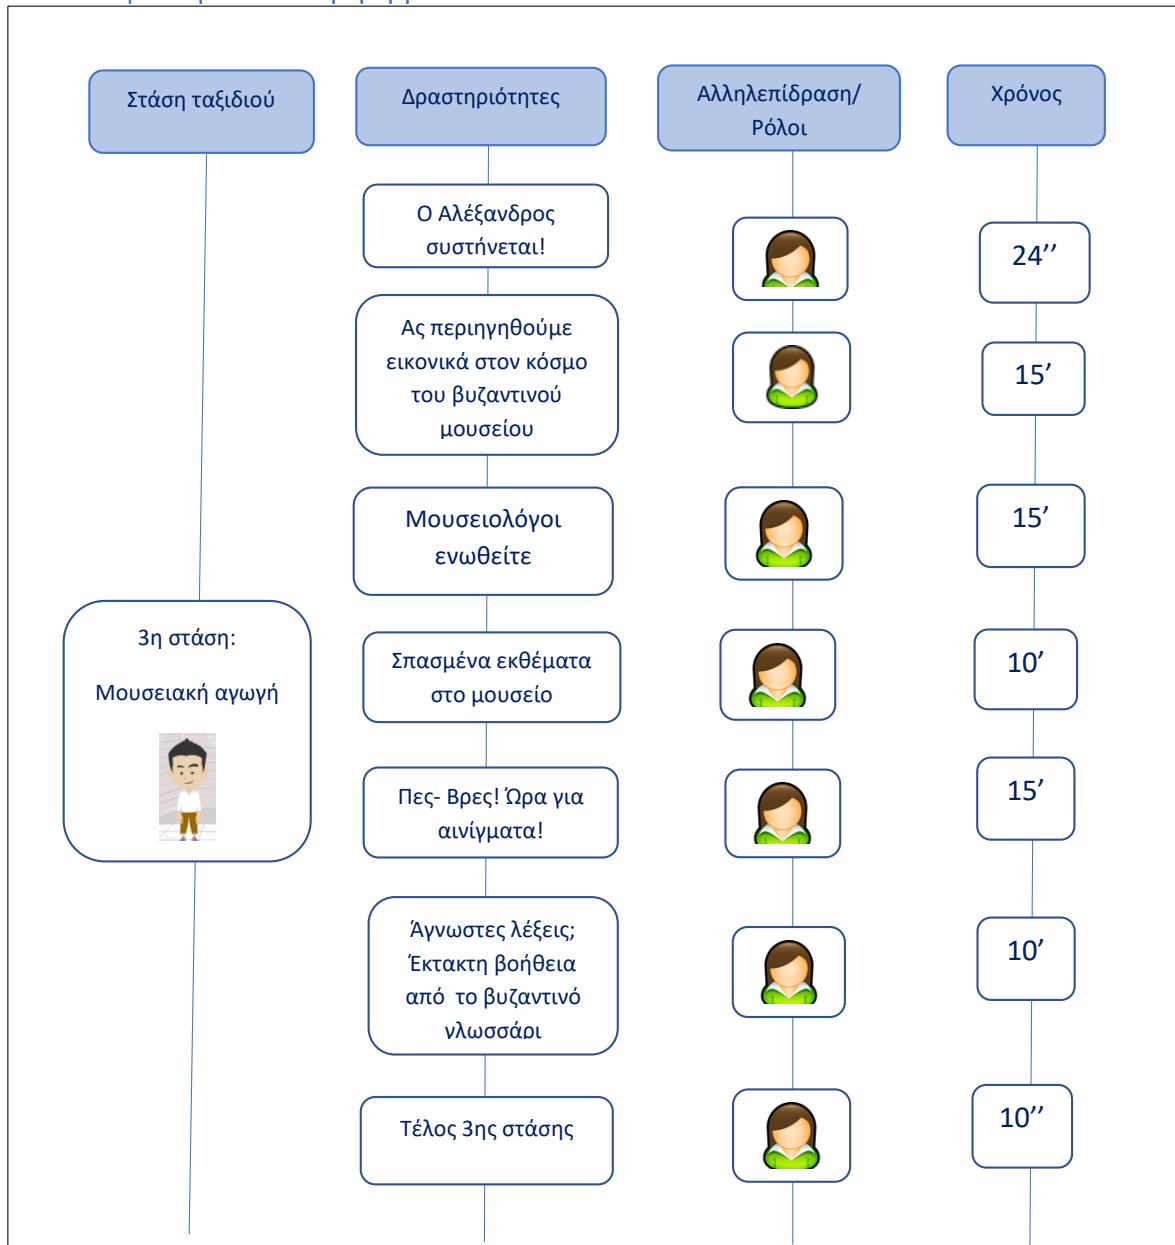 Στάση ταξιδιού
Δραστηριότητες
Αλληλεπίδραση/
Ρόλοι
Χρόνος
Ο Αλέξανδρος
συστήνεται!
24’’
Ας περιηγηθούμε
εικονικά στον κόσμο
του βυζαντινού
μουσείου
15’
Μουσειολόγοι
ενωθείτε
15’
3η στάση:
Μουσειακή αγωγή
Σπασμένα εκθέματα
στο μουσείο
10’
Πες- Βρες! Ώρα για
αινίγματα!
15’
Άγνωστες λέξεις;
Έκτακτη βοήθεια
από το βυζαντινό
γλωσσάρι
10’
Τέλος 3ης στάσης
10’’